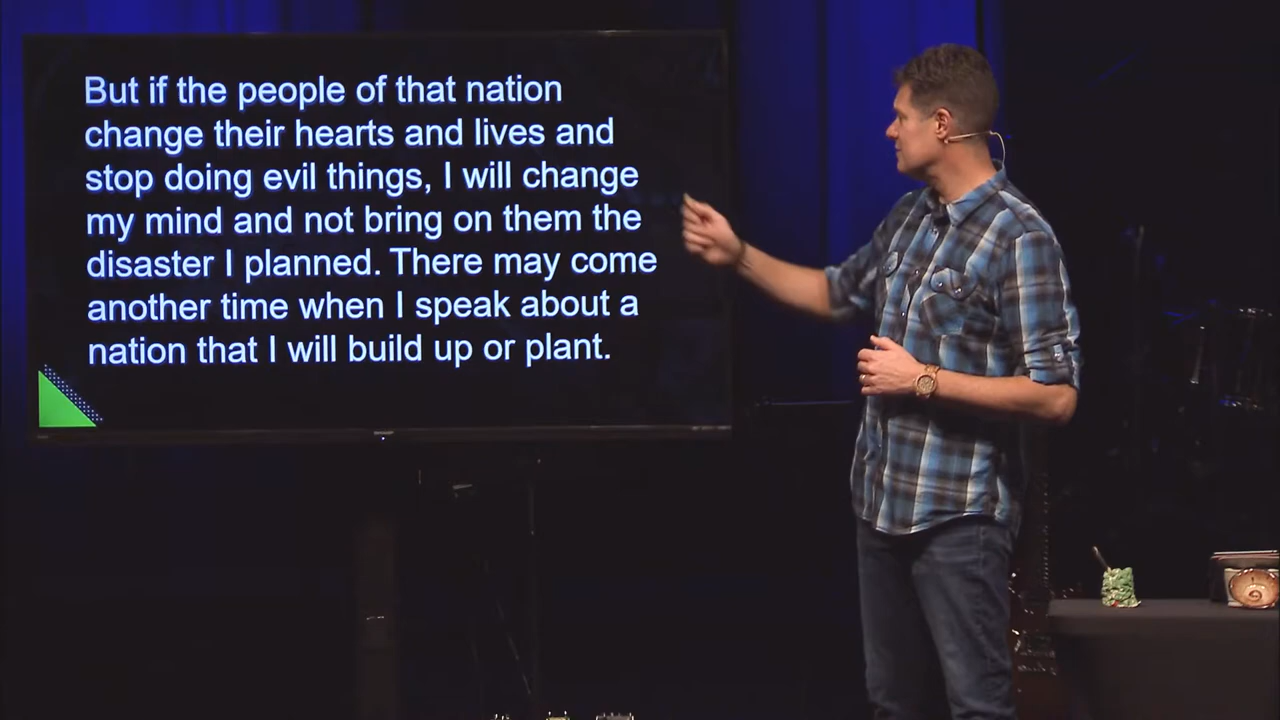 But if the people of that nation
change their hearts and lives and
stop doing evil things, I will change
my mind and not bring on them the
disaster I planned. There may come
another time when I speak about a
nation that I will build up or plant.